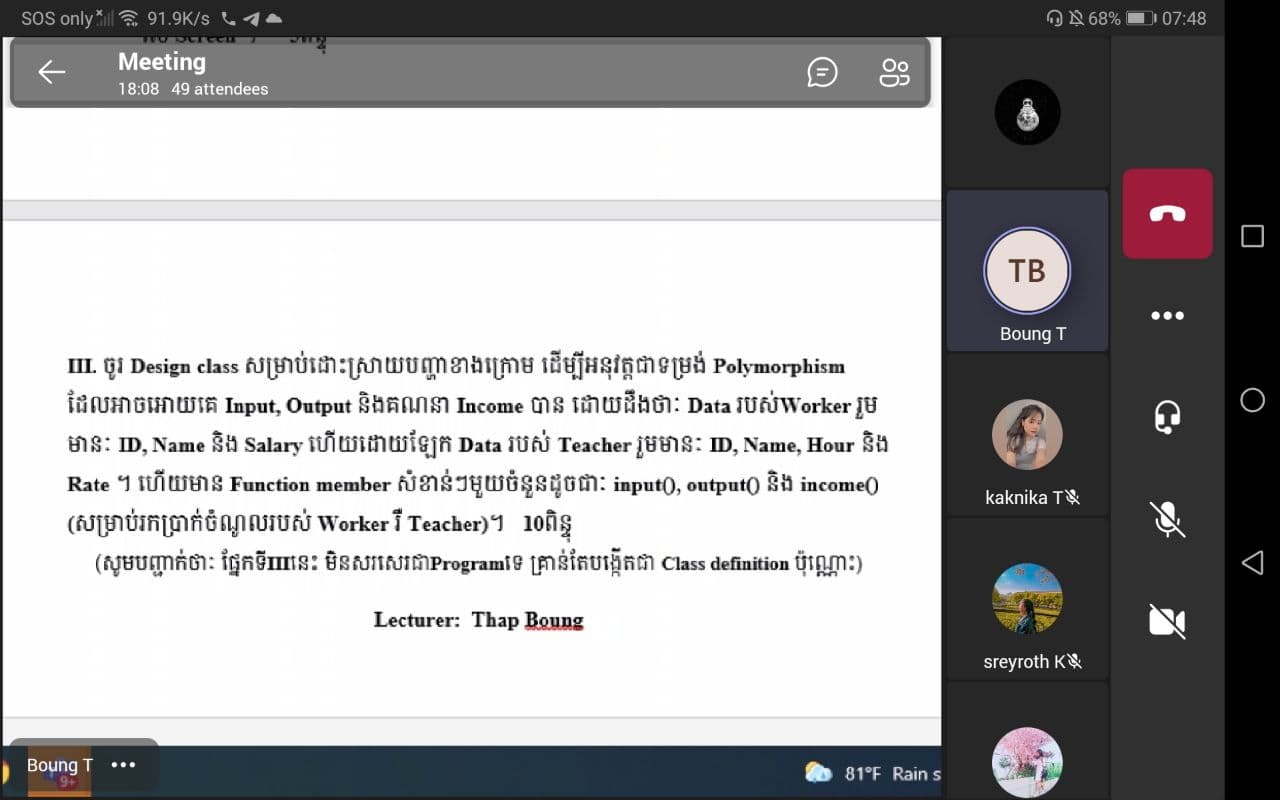 SOS only 91.9K/s 68% 07:48
Meeting
18:08 49 attendees
III. ចូរ Design class សម្រាប់ដោះស្រាយបញ្ហាខាងក្រោម ដើម្បីអនុវត្តជាទម្រង់ Polymorphism
ដែលអាចអោយគេ Input, Output និងគណនា Income បាន ដោយដឹងថា: Data របស់Worker រួម
មាន: ID, Name និង Salary ហើយដោយឡែក Data របស់ Teacher រួមមាន: ID, Name, Hour និង
Rate ។ ហើយមាន Function member សំខាន់ៗមួយចំនួនដូចជា: input(), output() និង income()
(សម្រាប់រកប្រាក់ចំណូលរបស់ Worker រឺ Teacher)។ 10ពិន្ទុ
(សូមបញ្ជាក់ថា: ផ្នែកទីIIIនេះ មិនសរសេរជាProgramទេ គ្រាន់តែបង្កើតជា Class definition ប៉ុណ្ណោះ)
Lecturer: Thap Boung
TB
Boung T
kaknika T
sreyroth K
Boung T
9+
81°F Rain s